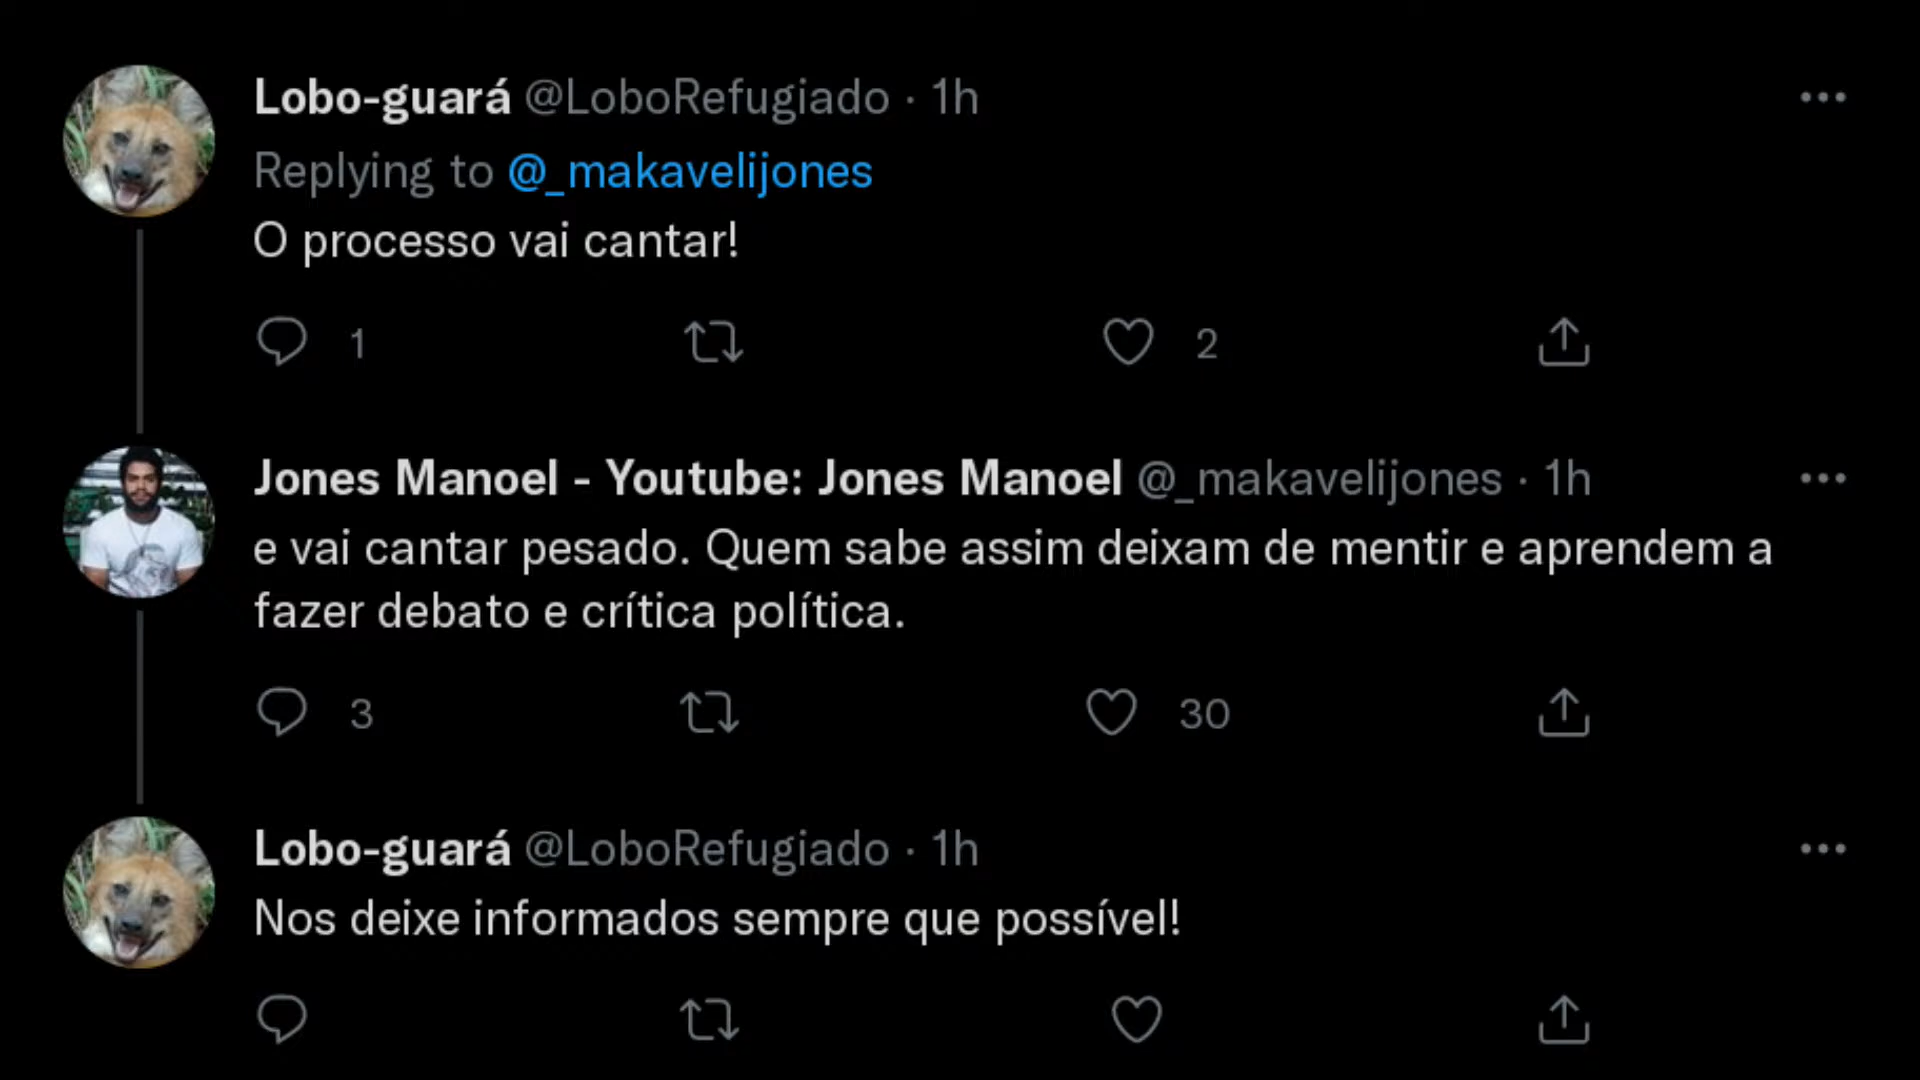 Lobo-guará @LoboRefugiado · 1h
Replying to @_makavelijones
O processo vai cantar!
1 2
Jones Manoel - Youtube: Jones Manoel @_makavelijones · 1h
e vai cantar pesado. Quem sabe assim deixam de mentir e aprendem a
fazer debato e crítica política.
3 30
Lobo-guará @LoboRefugiado · 1h
Nos deixe informados sempre que possível!